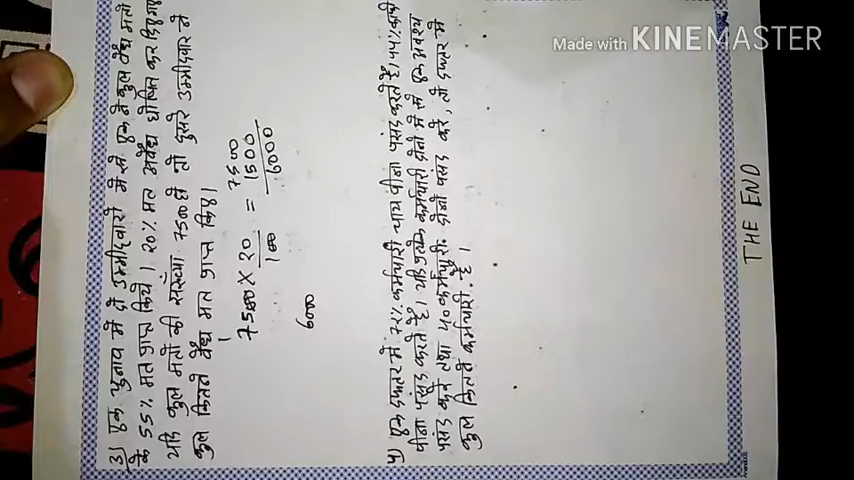 3) एक चुनाव में दो उम्मीदवारों में से एक ने कुल वैध मतों
के 55% मत प्राप्त किये । 20% मत अवैध घोषित कर दिए गए
यदि कुल मतों की संख्या 7500 हो तो दुसरे उम्मीदवार ने
कुल कितने वैध मत प्राप्त किए।
7500 × 20 / 100 = 7500
1500
6000
6000
4) एक दफ्तर में 72% कर्मचारी चाय पीना पसंद करते है। 44% कॉफी
पीना पसंद करते है। यदि प्रत्येक कर्मचारी दोनो में से एक अवश्य
पसंद करे तथा 40 कर्मचारी दोनों पसंद करे, तो दफ्तर में
कुल कितने कर्मचारी है ।
THE END
Made with KINEMASTER